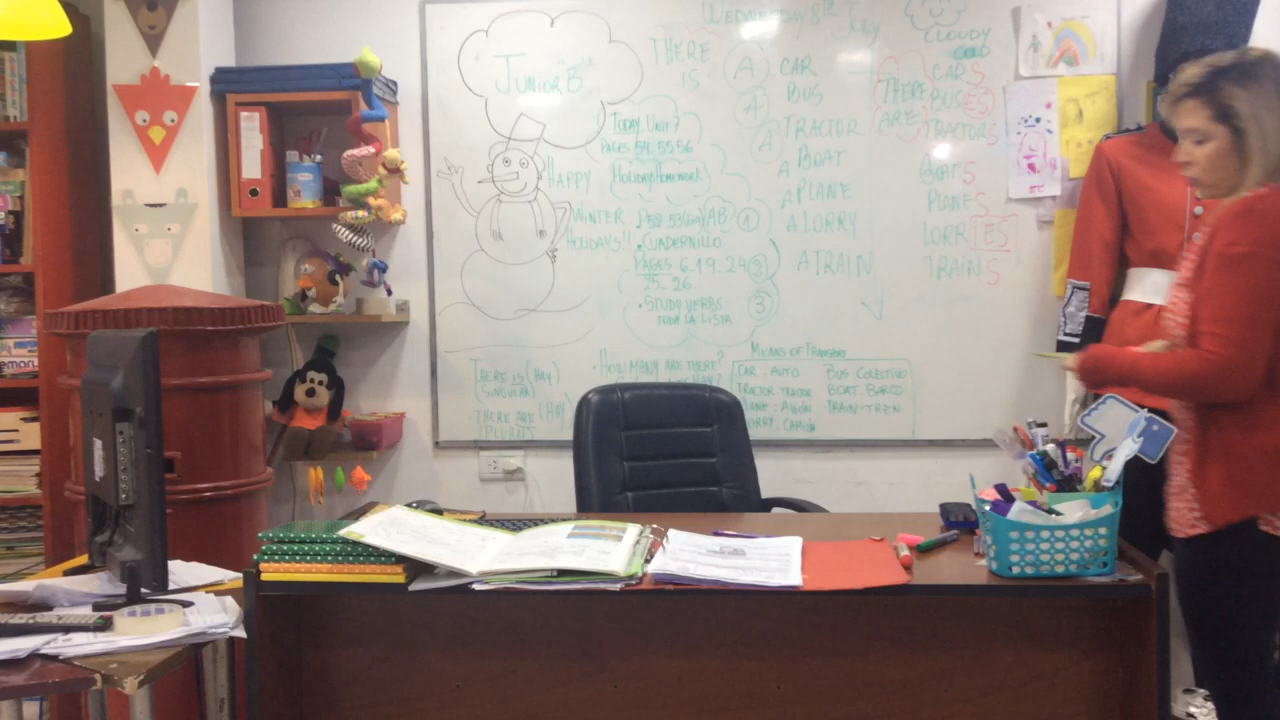 WEDNESDAY 8TH JULY
CLOUDY
COLD
JUNIOR B
THERE
IS
A CAR
A BUS
A TRACTOR
A BOAT
A PLANE
A LORRY
A TRAIN
THERE
ARE
CARS
BUSES
TRACTORS
BOATS
PLANES
LORRIES
TRAINS
HAPPY
WINTER
HOLIDAYS!!
TODAY. UNIT 7
PAGES 54. 55 56
HOLIDAY HOMEWORK
AB 1
• CUADERNILLO
PAGES 6-19. 24 2
25-26
• STUDY VERBS 3
TODA LA LISTA
THERE IS (HAY)
(SINGULAR)
• THERE ARE (HAY)
(PLURAL)
• HOW MANY ARE THERE?
MEANS OF TRANSPORT
CAR - AUTO
TRACTOR - TRACTOR
PLANE - AVIÓN
LORRY - CAMIÓN
BUS COLECTIVO
BOAT - BARCO
TRAIN - TREN